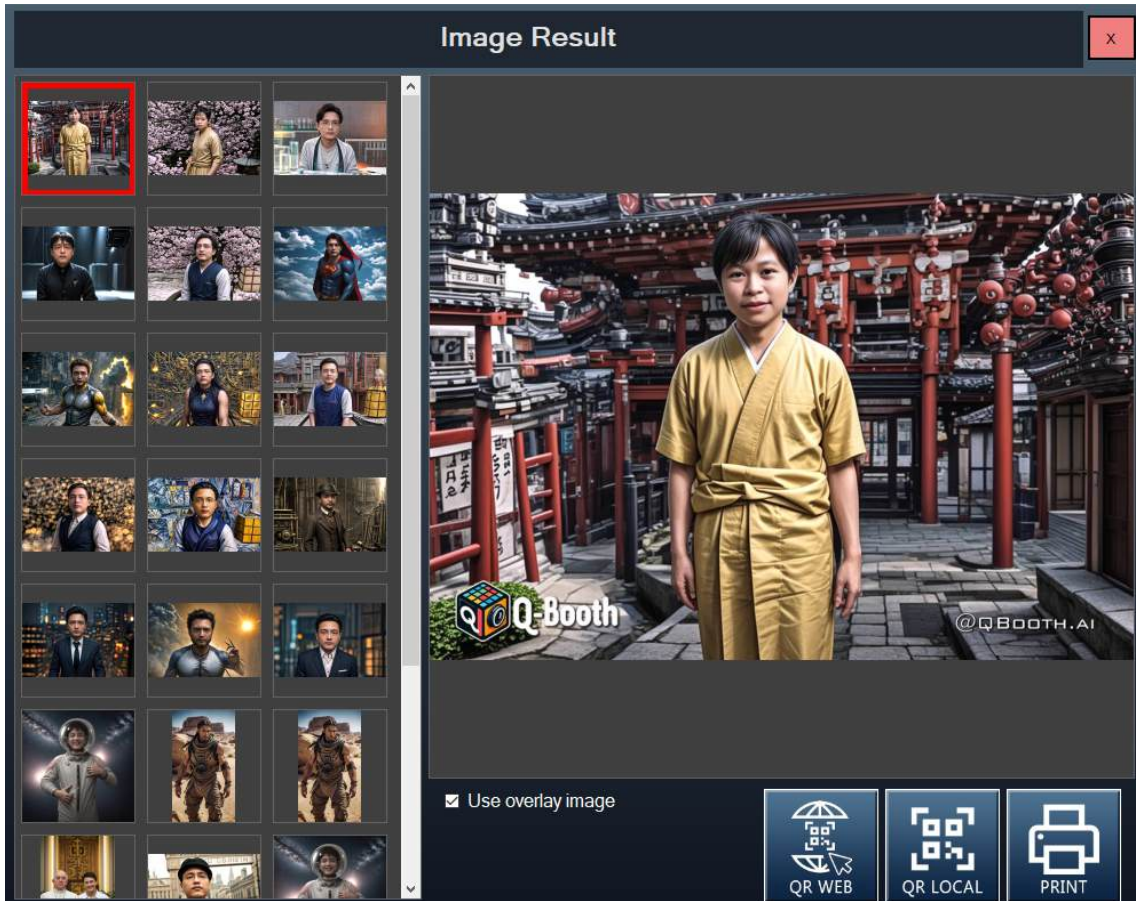 Image Result
X
Q-Booth
@QBOOTH.AI
Use overlay image
QR WEB
QR LOCAL
PRINT